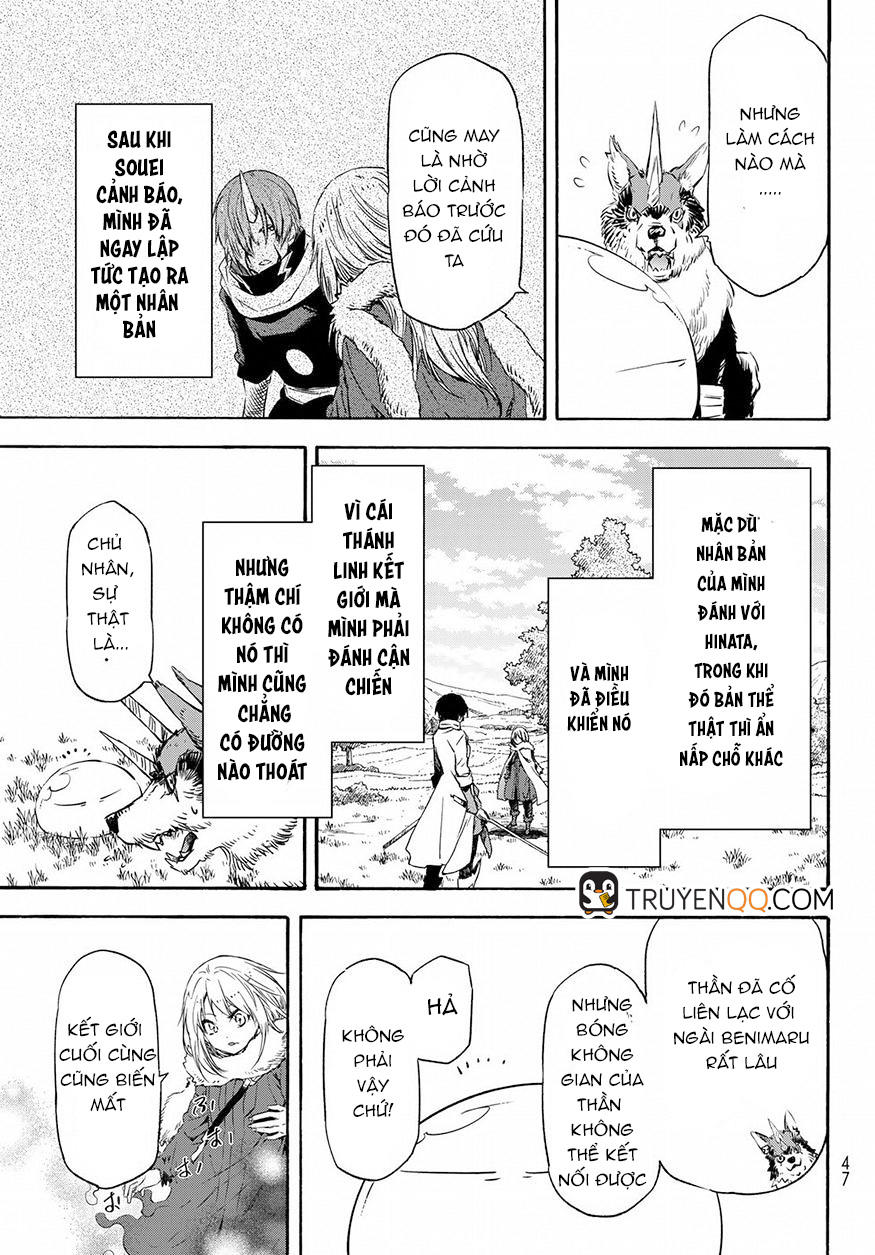 NHƯNG
LÀM CÁCH
NÀO MÀ
.....
CŨNG MAY
LÀ NHỜ
LỜI CẢNH
BÁO TRƯỚC
ĐÓ ĐÃ CỨU
TA
SAU KHI
SOUEI
CẢNH BÁO,
MÌNH ĐÃ
NGAY LẬP
TỨC TẠO RA
MỘT NHÂN
BẢN
MẶC DÙ
NHÂN BẢN
CỦA MÌNH
ĐÁNH VỚI
HINATA,
TRONG KHI
ĐÓ BẢN THỂ
THẬT THÌ ẨN
NẤP CHỖ KHÁC
VÀ MÌNH
ĐÃ ĐIỀU
KHIỂN NÓ
VÌ CÁI
THÁNH
LINH KẾT
GIỚI MÀ
MÌNH PHẢI
ĐÁNH CẬN
CHIẾN
NHƯNG
THẬM CHÍ
KHÔNG CÓ
NÓ THÌ
MÌNH CŨNG
CHẲNG
CÓ ĐƯỜNG
NÀO THOÁT
CHỦ
NHÂN,
SỰ
THẬT
LÀ...
TRUYENQQ.COM
THẦN ĐÃ CỐ
LIÊN LẠC VỚI
NGÀI BENIMARU
RẤT LÂU
NHƯNG
BÓNG
KHÔNG
GIAN CỦA
THẦN
KHÔNG
THỂ KẾT
NỐI ĐƯỢC
HẢ
KHÔNG
PHẢI
VẬY
CHỨ!
KẾT GIỚI
CUỐI CÙNG
CŨNG BIẾN
MẤT
ふ
お
お
47